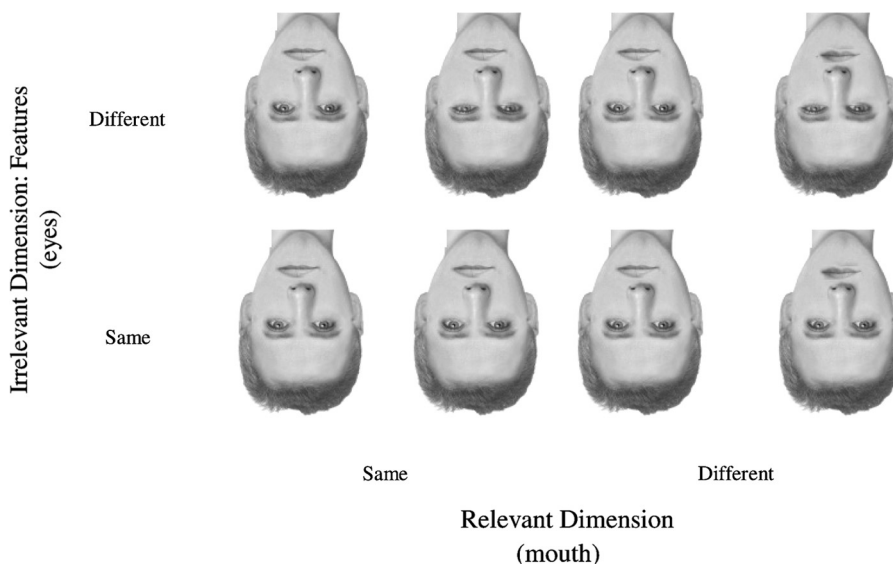 Irrelevant Dimension: Features
(eyes)
Different
Same
Same Different
Relevant Dimension
(mouth)